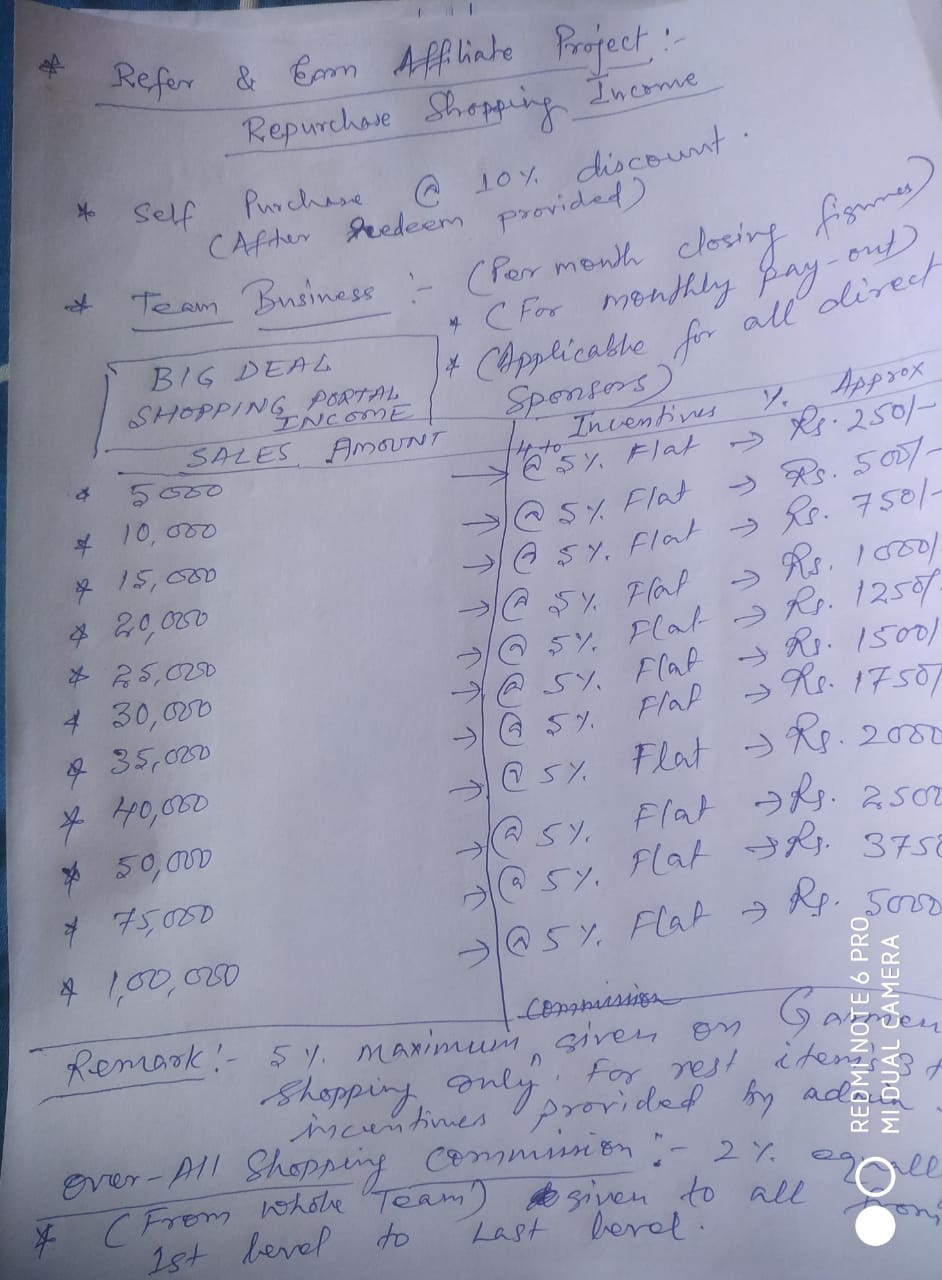 * Refer & Earn Affiliate Project :-
Repurchase Shopping Income
* Self Purchase @ 10% discount.
(After redeem provided)
* Team Business :- (Per month closing figures)
* (For monthly pay-out)
* (Applicable for all direct
Sponsors)
BIG DEAL
SHOPPING PORTAL
INCOME
SALES AMOUNT Incentives % Approx
* 5000 → upto @ 5% Flat → Rs. 250/-
* 10,000 → @ 5% Flat → Rs. 500/-
* 15,000 → @ 5% Flat → Rs. 750/-
* 20,000 → @ 5% Flat → Rs. 1000/-
* 25,000 → @ 5% Flat → Rs. 1250/-
* 30,000 → @ 5% Flat → Rs. 1500/-
* 35,000 → @ 5% Flat → Rs. 1750/-
* 40,000 → @ 5% Flat → Rs. 2000
* 50,000 → @ 5% Flat → Rs. 2500
* 75,000 → @ 5% Flat → Rs. 3750
* 1,00,000 → @ 5% Flat → Rs. 5000
commission
Remark :- 5% maximum given on Garmen
Shopping only. For rest items
incentives provided by admin
Over-All Shopping Commission :- 2%
* (From whole Team) given to all
1st level to Last level.
REDMI NOTE 6 PRO
MI DUAL CAMERA